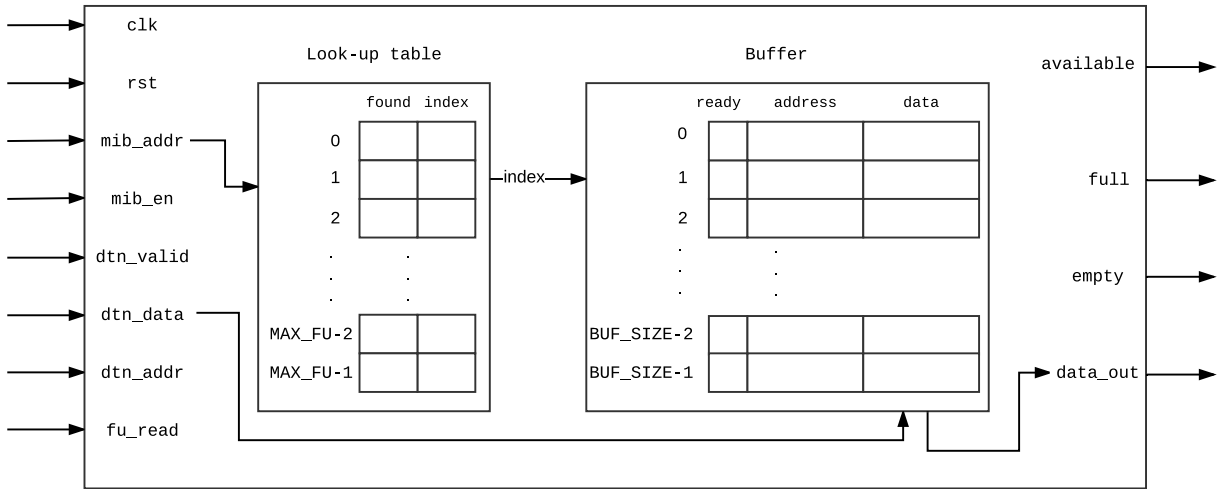 clk
rst
mib_addr
mib_en
dtn_valid
dtn_data
dtn_addr
fu_read
Look-up table
found index
0
1
2
.
.
.
.
.
.
MAX_FU-2
MAX_FU-1
index
Buffer
ready address data
0
1
2
.
.
.
.
.
.
BUF_SIZE-2
BUF_SIZE-1
available
full
empty
data_out